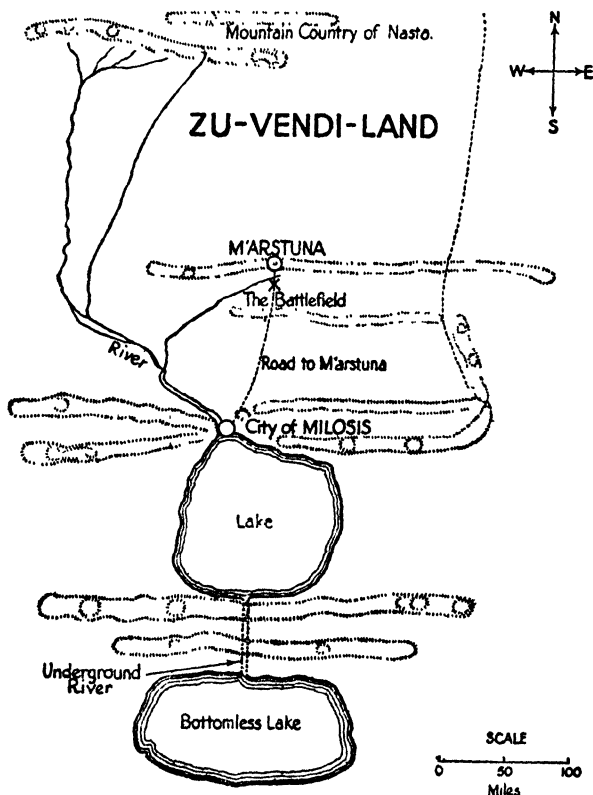 Mountain Country of Nasta.
N
W E
S
ZU-VENDI-LAND
M'ARSTUNA
The Battlefield
River
Road to M'arstuna
City of MILOSIS
Lake
Underground
River
Bottomless Lake
SCALE
0 50 100
Miles